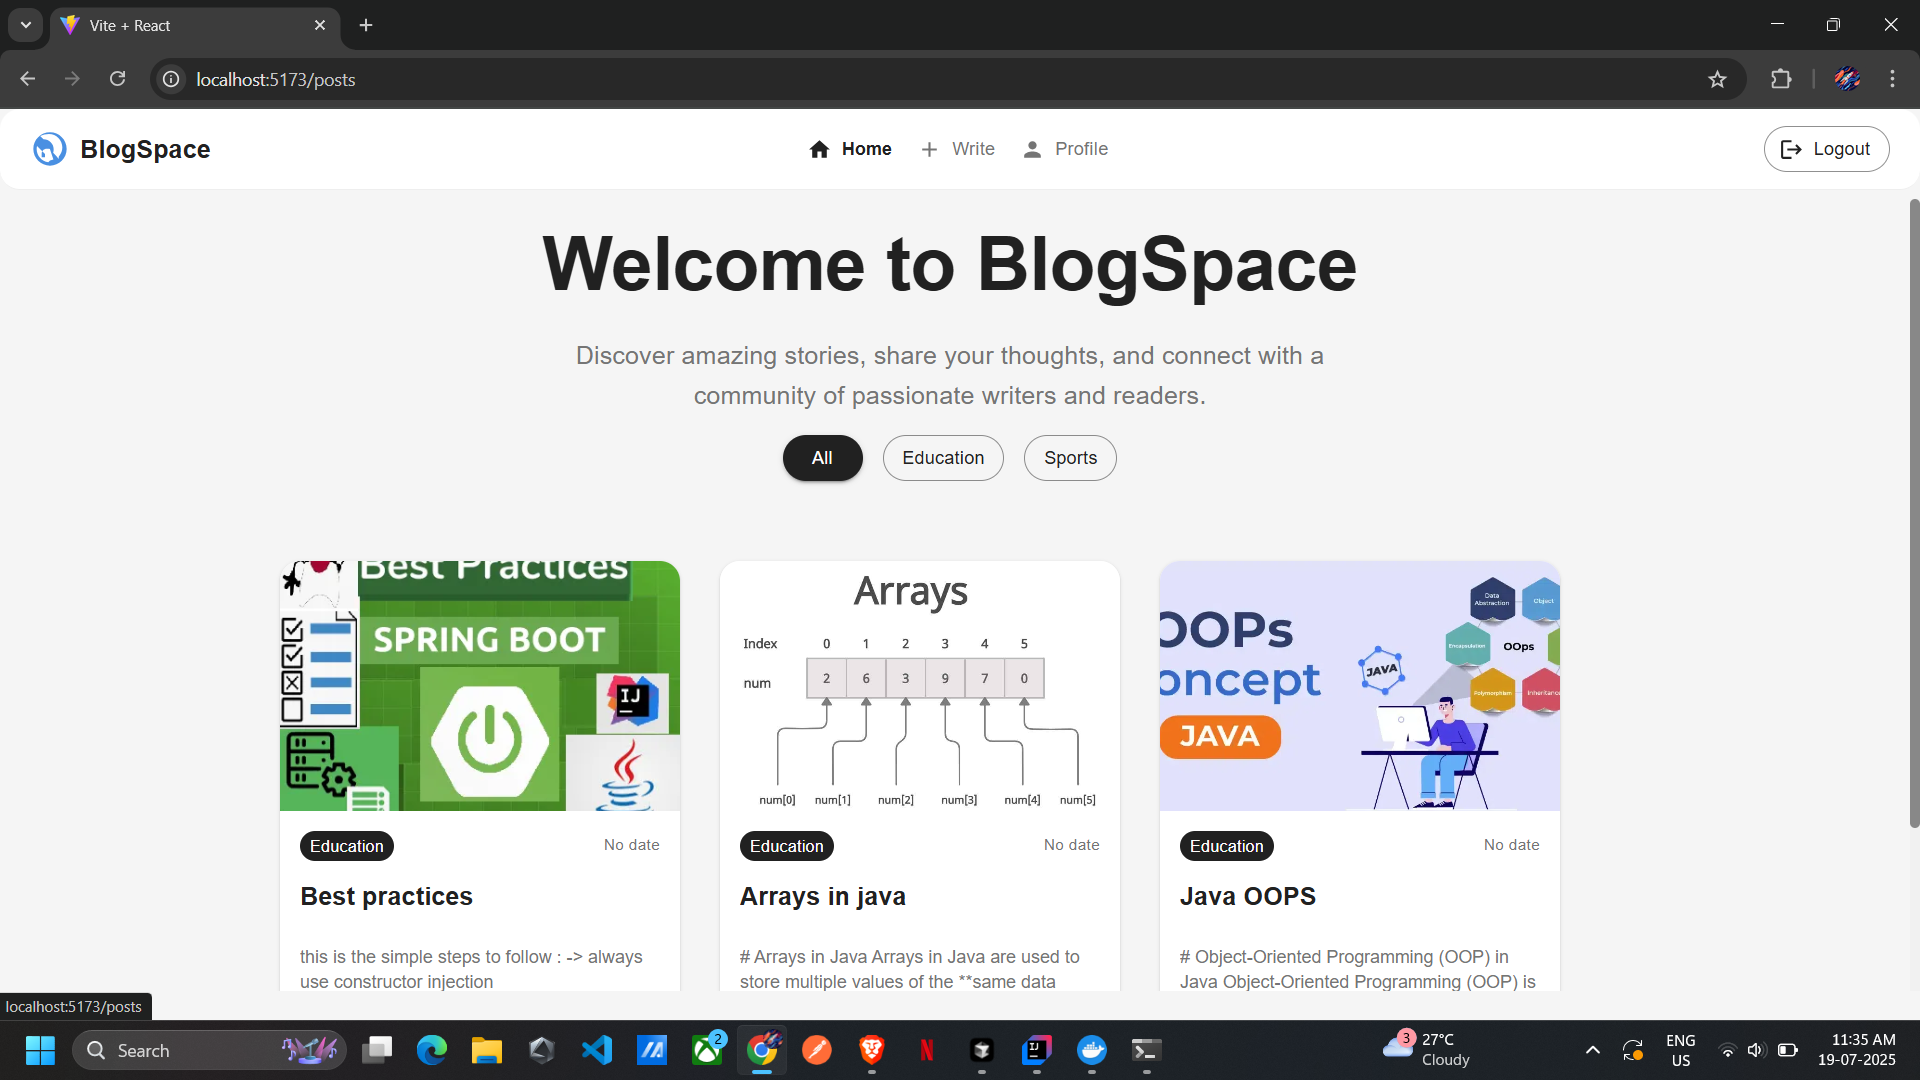 Vite + React
localhost:5173/posts
BlogSpace
Home
Write
Profile
Logout
Welcome to BlogSpace
Discover amazing stories, share your thoughts, and connect with a
community of passionate writers and readers.
All
Education
Sports
Best Practices
SPRING BOOT
IJ
Arrays
Index 0 1 2 3 4 5
num 2 6 3 9 7 0
num[0] num[1] num[2] num[3] num[4] num[5]
OOPs
oncept
JAVA
JAVA
Data
Abstraction
Object
Encapsulation
OOps
Polymorphism
Inheritance
Education
No date
Best practices
this is the simple steps to follow : -> always
use constructor injection
Education
No date
Arrays in java
# Arrays in Java Arrays in Java are used to
store multiple values of the **same data
Education
No date
Java OOPS
# Object-Oriented Programming (OOP) in
Java Object-Oriented Programming (OOP) is
localhost:5173/posts
Search
2
N
IJ
3
27°C
Cloudy
ENG
US
11:35 AM
19-07-2025